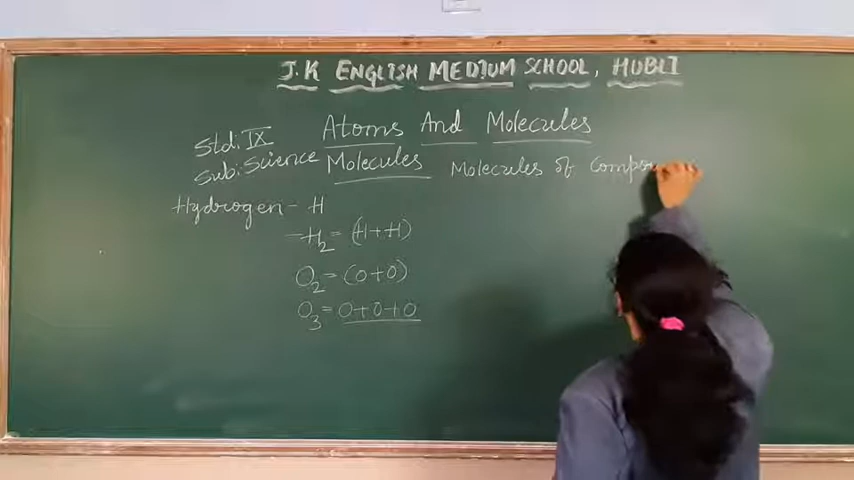 J.K ENGLISH MEDIUM SCHOOL, HUBLI
Std: IX Atoms And Molecules
Sub: Science Molecules Molecules of
Hydrogen - H
H2 = (H+H)
O2 = (O+O)
O3 = O+O+O